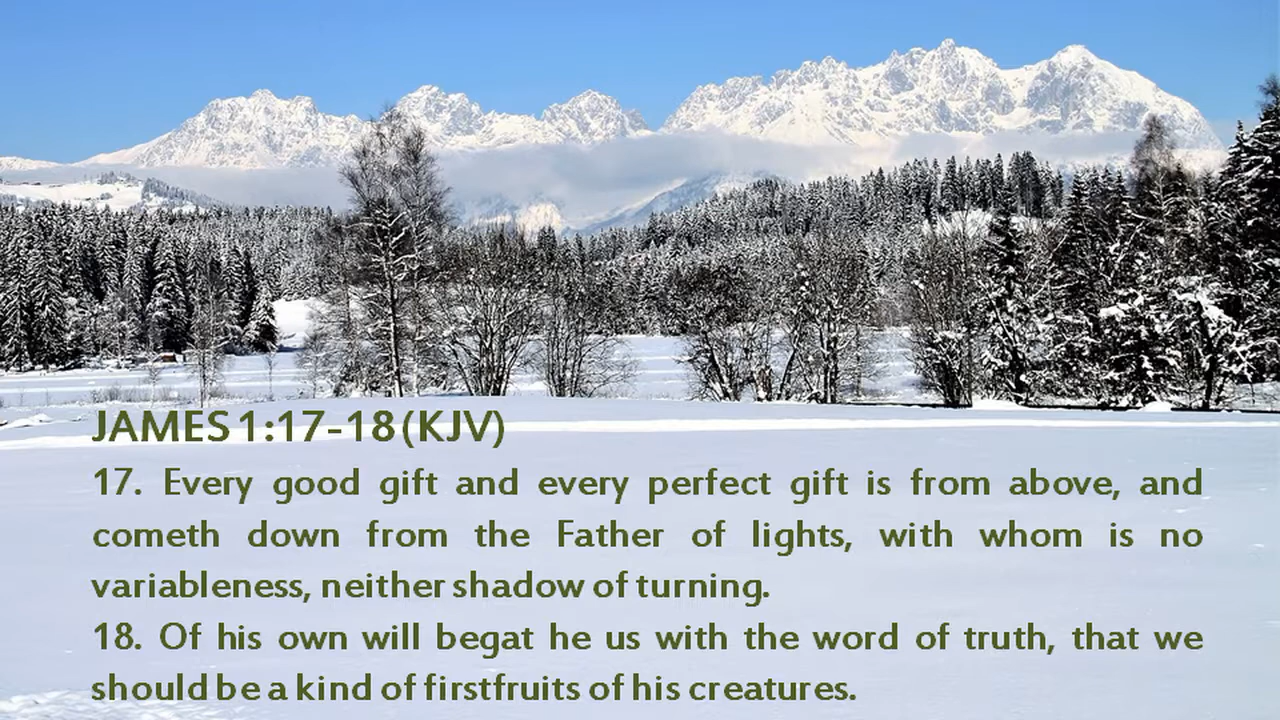 JAMES 1:17-18 (KJV)
17. Every good gift and every perfect gift is from above, and
cometh down from the Father of lights, with whom is no
variableness, neither shadow of turning.
18. Of his own will begat he us with the word of truth, that we
should be a kind of firstfruits of his creatures.